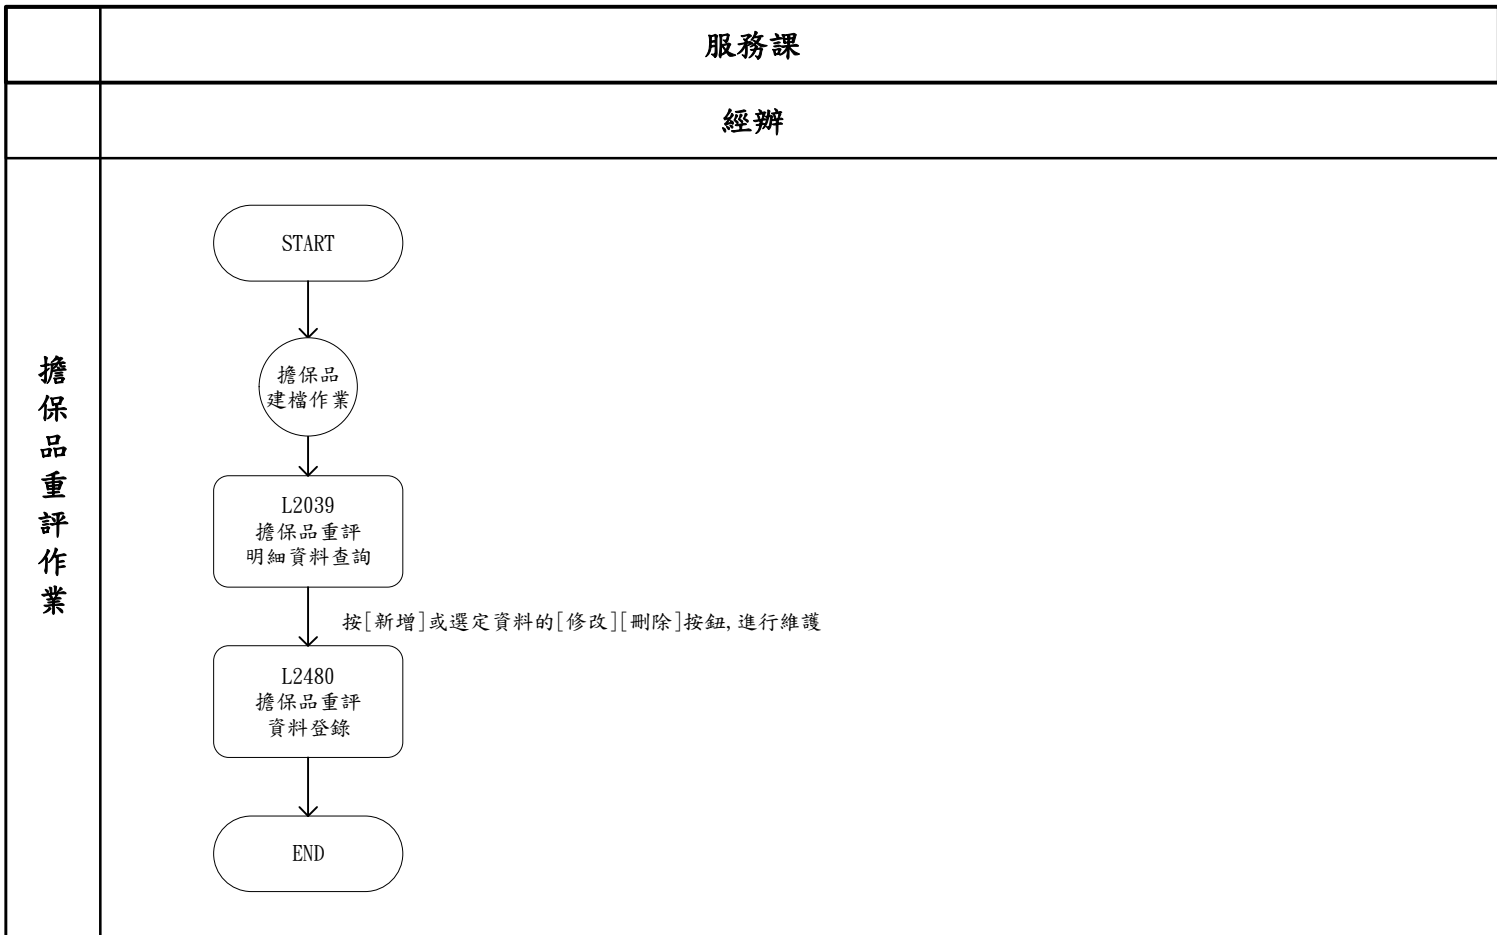 服務課
經辦
擔保品重評作業
START
擔保品
建檔作業
L2039
擔保品重評
明細資料查詢
按[新增]或選定資料的[修改][刪除]按鈕,進行維護
L2480
擔保品重評
資料登錄
END